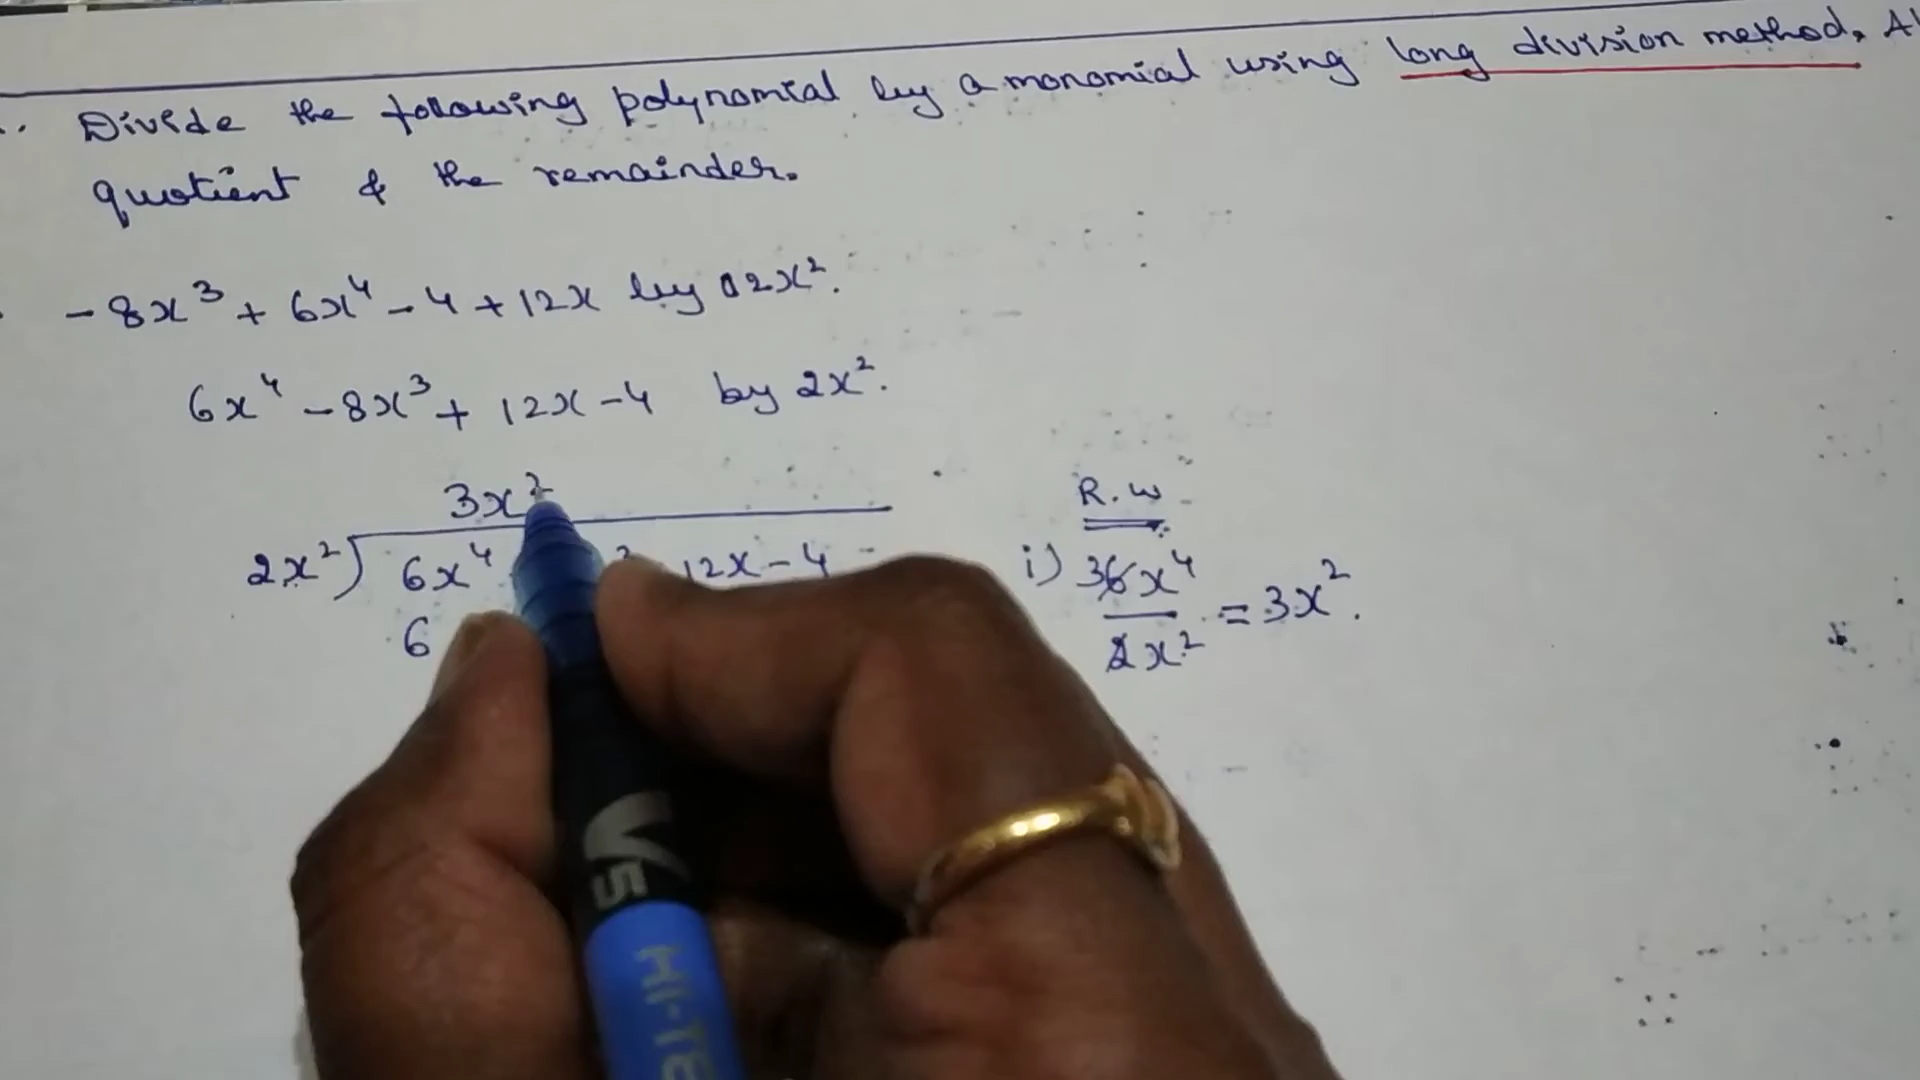 Divide the following polynomial by a monomial using long division method.
quotient & the remainder.
-8x³ + 6x⁴ - 4 + 12x by 2x².
6x⁴ - 8x³ + 12x - 4 by 2x².
3x²
2x²) 6x⁴ 12x - 4
6
R.W
i) 36x⁴
= 3x².
2x²
V5
HI-TE